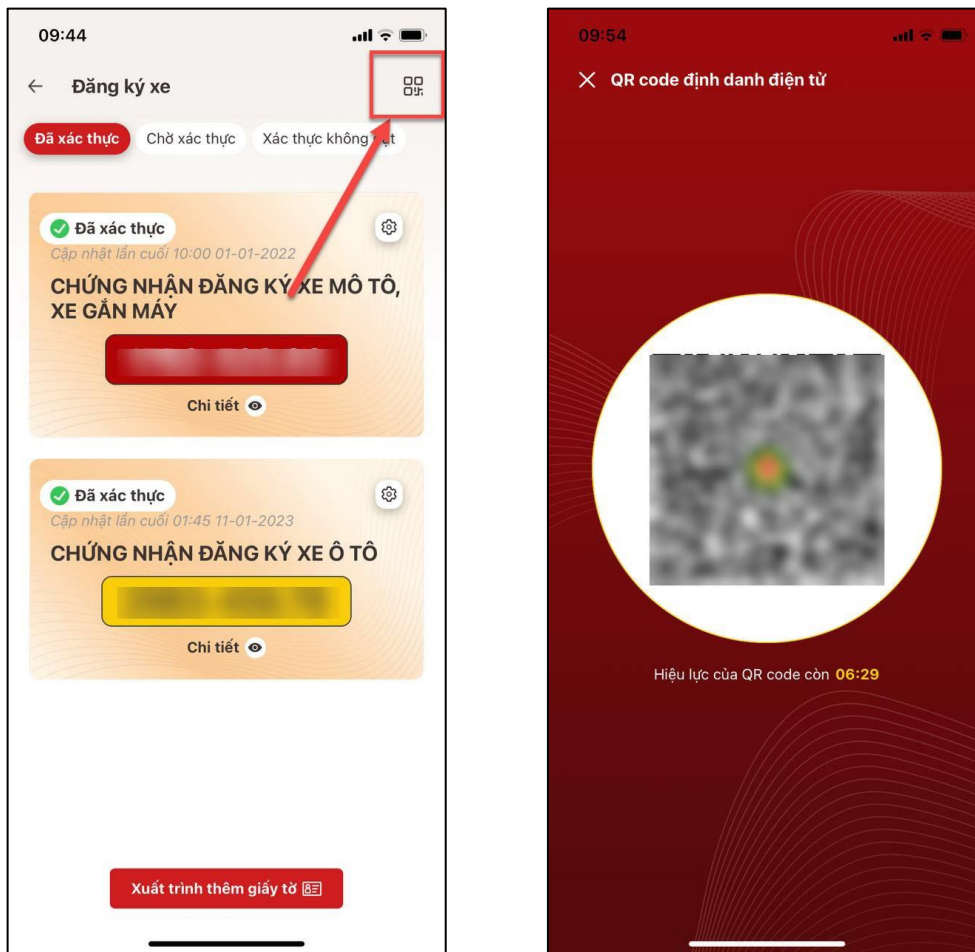 09:44
Đăng ký xe
Đã xác thực
Chờ xác thực
Xác thực không
Đã xác thực
Cập nhật lần cuối 10:00 01-01-2022
CHỨNG NHẬN ĐĂNG KÝ XE MÔ TÔ,
XE GẮN MÁY
Chi tiết
Đã xác thực
Cập nhật lần cuối 01:45 11-01-2023
CHỨNG NHẬN ĐĂNG KÝ XE Ô TÔ
Chi tiết
Xuất trình thêm giấy tờ
09:54
QR code định danh điện tử
Hiệu lực của QR code còn 06:29